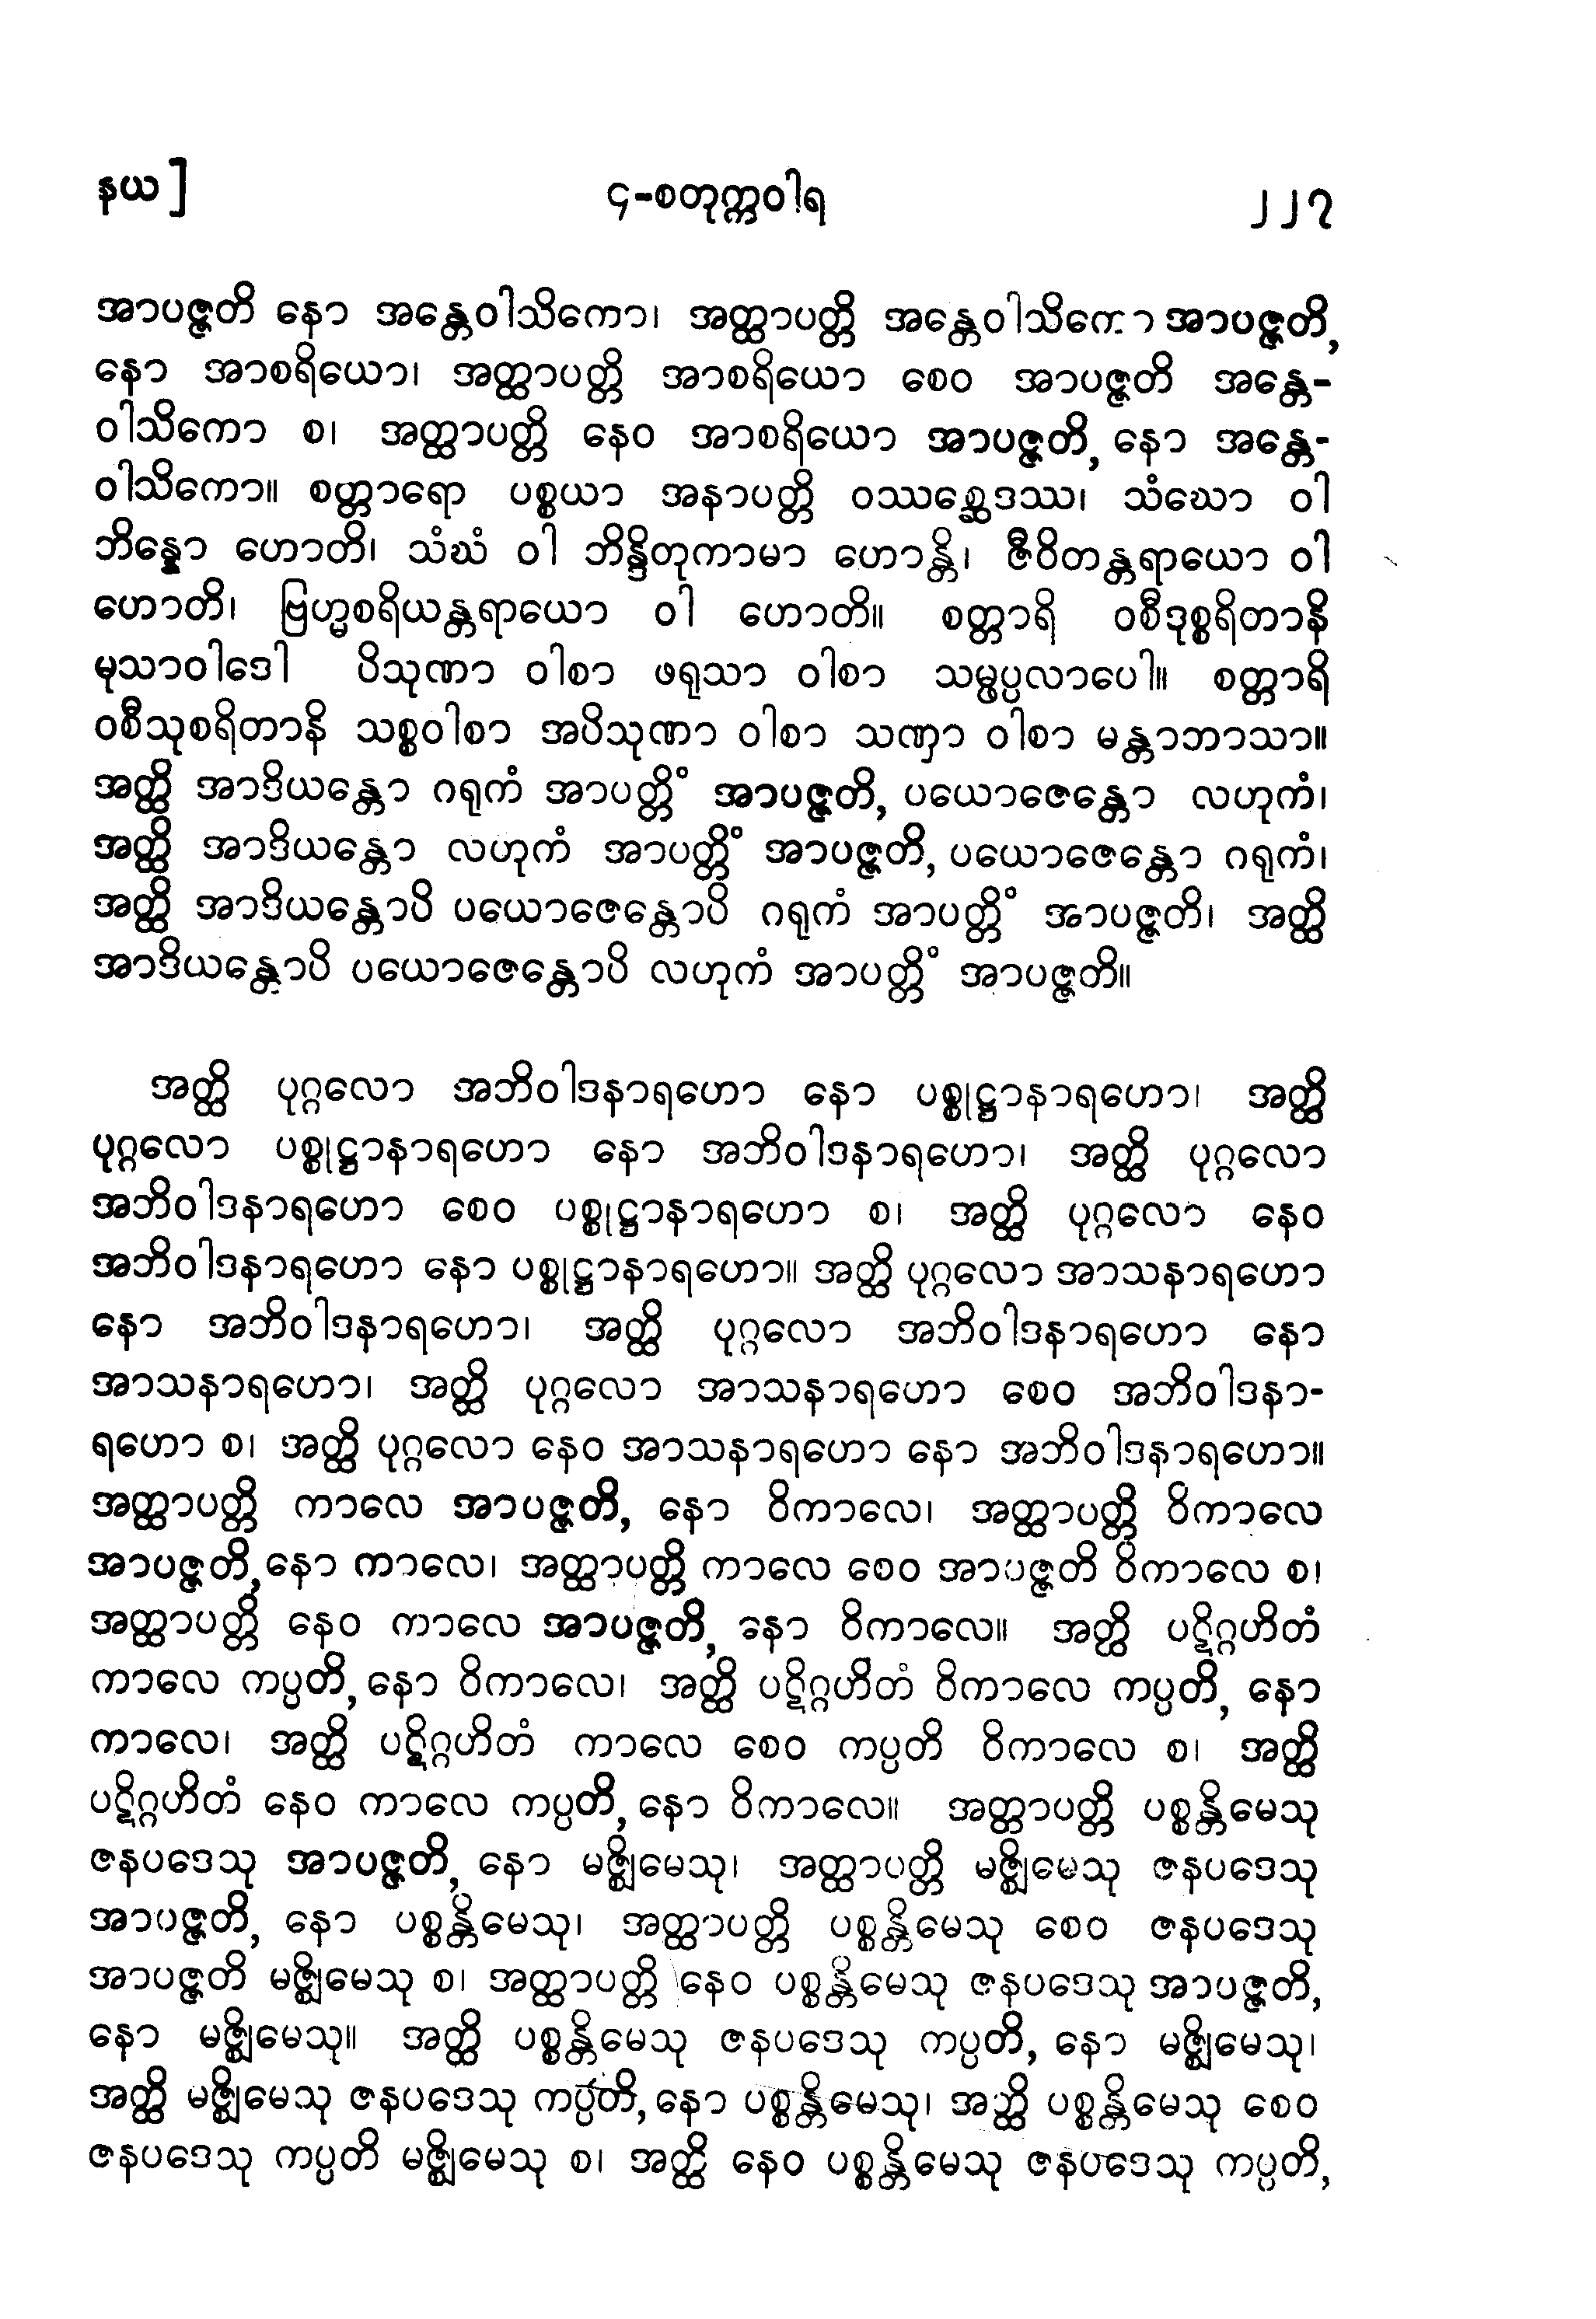 နယ]
၄-စတုက္ကဝါရ
၂၂၇
အာပဇ္ဇတိ နော အန္တေဝါသိကော၊ အတ္ထာပတ္တိ အန္တေဝါသိကော အာပဇ္ဇတိ,
နော အာစရိယော၊ အတ္ထာပတ္တိ အာစရိယော စေဝ အာပဇ္ဇတိ အန္တေ-
ဝါသိကော စ၊ အတ္ထာပတ္တိ နေဝ အာစရိယော အာပဇ္ဇတိ, နော အန္တေ-
ဝါသိကော။ စတ္တာရော ပစ္စယာ အနာပတ္တိ ဝဿစ္ဆေဒဿ၊ သံဃော ဝါ
ဘိန္နော ဟောတိ၊ သံဃံ ဝါ ဘိန္ဒိတုကာမာ ဟောန္တိ၊ ဇီဝိတန္တရာယော ဝါ
ဟောတိ၊ ဗြဟ္မစရိယန္တရာယော ဝါ ဟောတိ။ စတ္တာရိ ဝစီဒုစ္စရိတာနိ
မုသာဝါဒေါ ပိသုဏာ ဝါစာ ဖရုသာ ဝါစာ သမ္ဖပ္ပလာပေါ။ စတ္တာရိ
ဝစီသုစရိတာနိ သစ္စဝါစာ အပိသုဏာ ဝါစာ သဏှာ ဝါစာ မန္တာဘာသာ။
အတ္ထိ အာဒိယန္တော ဂရုကံ အာပတ္တိံ အာပဇ္ဇတိ, ပယောဇေန္တော လဟုကံ၊
အတ္ထိ အာဒိယန္တော လဟုကံ အာပတ္တိံ အာပဇ္ဇတိ, ပယောဇေန္တော ဂရုကံ၊
အတ္ထိ အာဒိယန္တောပိ ပယောဇေန္တောပိ ဂရုကံ အာပတ္တိံ အာပဇ္ဇတိ၊ အတ္ထိ
အာဒိယန္တောပိ ပယောဇေန္တောပိ လဟုကံ အာပတ္တိံ အာပဇ္ဇတိ။
အတ္ထိ ပုဂ္ဂလော အဘိဝါဒနာရဟော နော ပစ္စုဋ္ဌာနာရဟော၊ အတ္ထိ
ပုဂ္ဂလော ပစ္စုဋ္ဌာနာရဟော နော အဘိဝါဒနာရဟော၊ အတ္ထိ ပုဂ္ဂလော
အဘိဝါဒနာရဟော စေဝ ပစ္စုဋ္ဌာနာရဟော စ၊ အတ္ထိ ပုဂ္ဂလော နေဝ
အဘိဝါဒနာရဟော နော ပစ္စုဋ္ဌာနာရဟော။ အတ္ထိ ပုဂ္ဂလော အာသနာရဟော
နော အဘိဝါဒနာရဟော၊ အတ္ထိ ပုဂ္ဂလော အဘိဝါဒနာရဟော နော
အာသနာရဟော၊ အတ္ထိ ပုဂ္ဂလော အာသနာရဟော စေဝ အဘိဝါဒနာ-
ရဟော စ၊ အတ္ထိ ပုဂ္ဂလော နေဝ အာသနာရဟော နော အဘိဝါဒနာရဟော။
အတ္ထာပတ္တိ ကာလေ အာပဇ္ဇတိ, နော ဝိကာလေ၊ အတ္ထာပတ္တိ ဝိကာလေ
အာပဇ္ဇတိ, နော ကာလေ၊ အတ္ထာပတ္တိ ကာလေ စေဝ အာပဇ္ဇတိ ဝိကာလေ စ၊
အတ္ထာပတ္တိ နေဝ ကာလေ အာပဇ္ဇတိ, နော ဝိကာလေ။ အတ္ထိ ပဋိဂ္ဂဟိတံ
ကာလေ ကပ္ပတိ, နော ဝိကာလေ၊ အတ္ထိ ပဋိဂ္ဂဟိတံ ဝိကာလေ ကပ္ပတိ, နော
ကာလေ၊ အတ္ထိ ပဋိဂ္ဂဟိတံ ကာလေ စေဝ ကပ္ပတိ ဝိကာလေ စ၊ အတ္ထိ
ပဋိဂ္ဂဟိတံ နေဝ ကာလေ ကပ္ပတိ, နော ဝိကာလေ။ အတ္ထာပတ္တိ ပစ္စန္တိမေသု
ဇနပဒေသု အာပဇ္ဇတိ, နော မဇ္ဈိမေသု၊ အတ္ထာပတ္တိ မဇ္ဈိမေသု ဇနပဒေသု
အာပဇ္ဇတိ, နော ပစ္စန္တိမေသု၊ အတ္ထာပတ္တိ ပစ္စန္တိမေသု စေဝ ဇနပဒေသု
အာပဇ္ဇတိ မဇ္ဈိမေသု စ၊ အတ္ထာပတ္တိ နေဝ ပစ္စန္တိမေသု ဇနပဒေသု အာပဇ္ဇတိ,
နော မဇ္ဈိမေသု။ အတ္ထိ ပစ္စန္တိမေသု ဇနပဒေသု ကပ္ပတိ, နော မဇ္ဈိမေသု၊
အတ္ထိ မဇ္ဈိမေသု ဇနပဒေသု ကပ္ပတိ, နော ပစ္စန္တိမေသု၊ အတ္ထိ ပစ္စန္တိမေသု စေဝ
ဇနပဒေသု ကပ္ပတိ မဇ္ဈိမေသု စ၊ အတ္ထိ နေဝ ပစ္စန္တိမေသု ဇနပဒေသု ကပ္ပတိ,